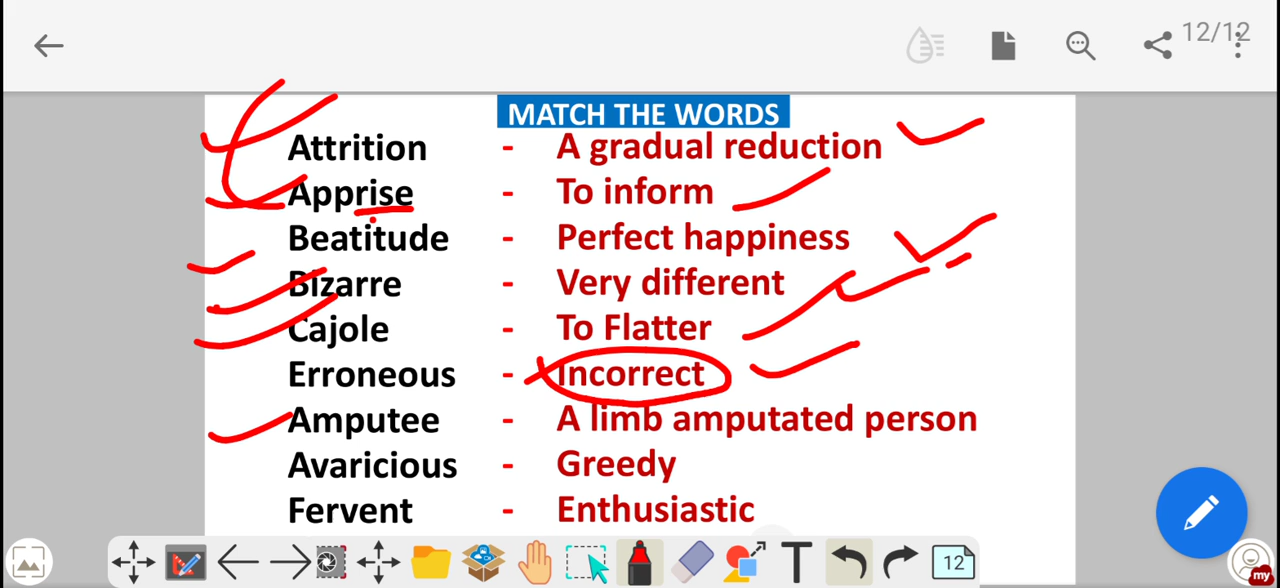 12/12
MATCH THE WORDS
Attrition - A gradual reduction
Apprise - To inform
Beatitude - Perfect happiness
Bizarre - Very different
Cajole - To Flatter
Erroneous - Incorrect
Amputee - A limb amputated person
Avaricious - Greedy
Fervent - Enthusiastic
T 12
my